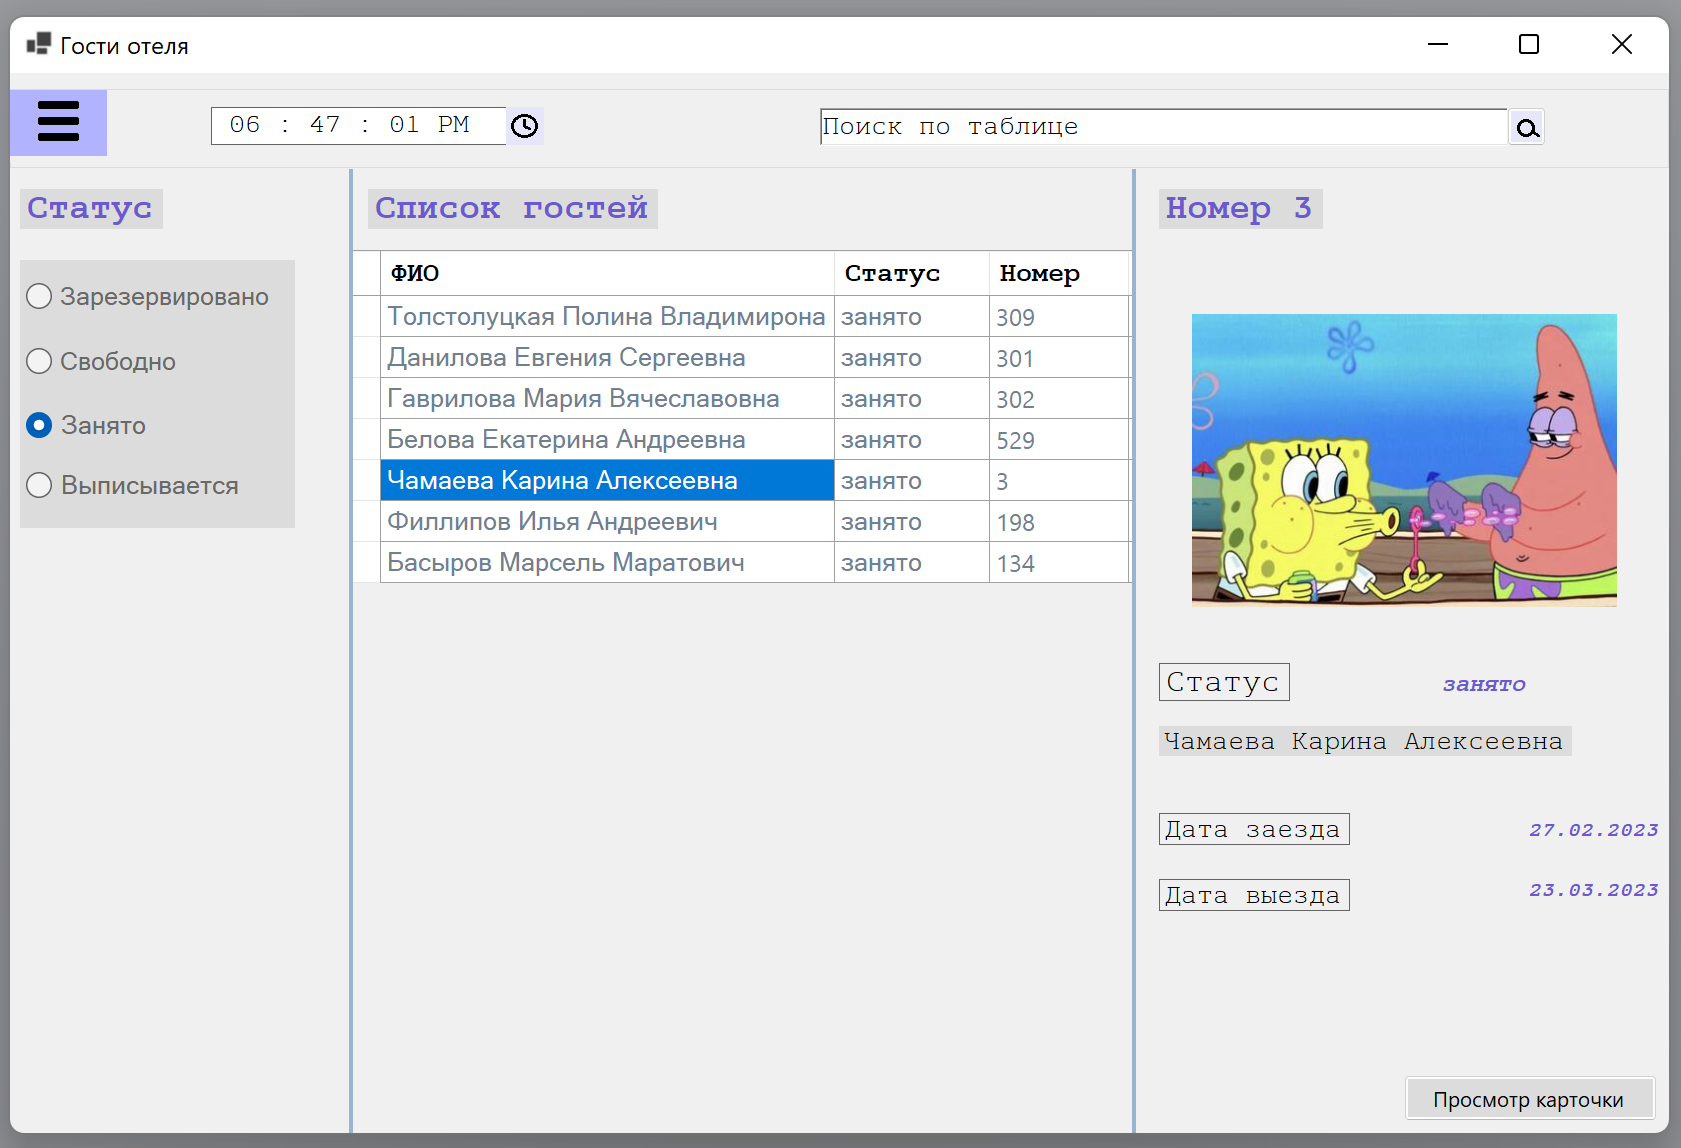 Гости отеля
06 : 47 : 01 PM
Поиск по таблице
Статус
Зарезервировано
Свободно
Занято
Выписывается
Список гостей
ФИО Статус Номер
Толстолуцкая Полина Владимирона занято 309
Данилова Евгения Сергеевна занято 301
Гаврилова Мария Вячеславовна занято 302
Белова Екатерина Андреевна занято 529
Чамаева Карина Алексеевна занято 3
Филлипов Илья Андреевич занято 198
Басыров Марсель Маратович занято 134
Номер 3
Статус занято
Чамаева Карина Алексеевна
Дата заезда 27.02.2023
Дата выезда 23.03.2023
Просмотр карточки